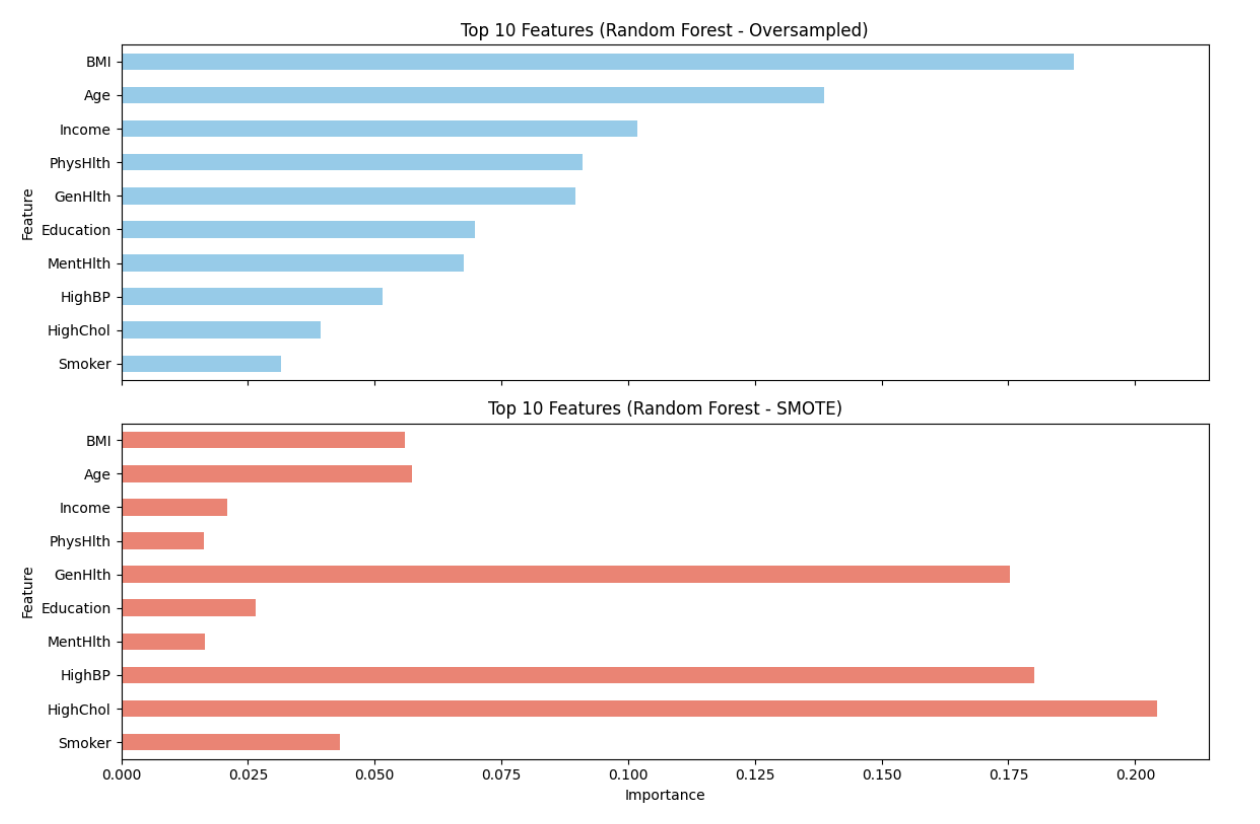 Top 10 Features (Random Forest - Oversampled)
Feature
BMI
Age
Income
PhysHlth
GenHlth
Education
MentHlth
HighBP
HighChol
Smoker
Top 10 Features (Random Forest - SMOTE)
Feature
BMI
Age
Income
PhysHlth
GenHlth
Education
MentHlth
HighBP
HighChol
Smoker
0.000 0.025 0.050 0.075 0.100 0.125 0.150 0.175 0.200
Importance